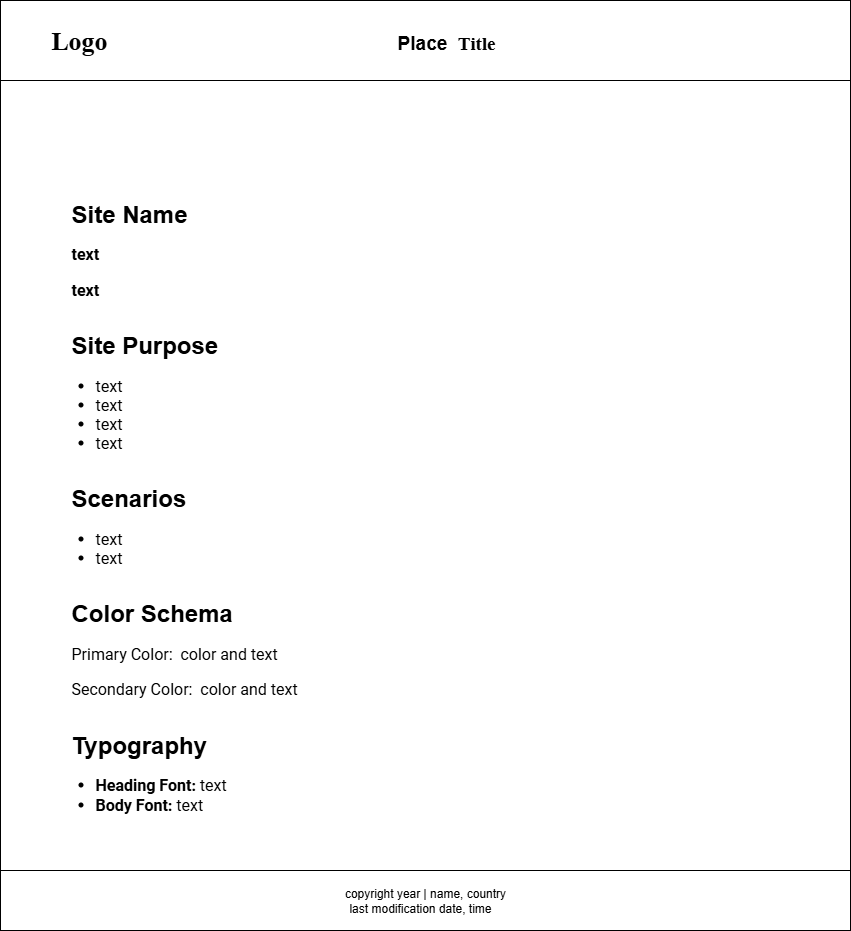 Logo
Place Title
Site Name
text
text
Site Purpose
• text
• text
• text
• text
Scenarios
• text
• text
Color Schema
Primary Color: color and text
Secondary Color: color and text
Typography
• Heading Font: text
• Body Font: text
copyright year | name, country
last modification date, time